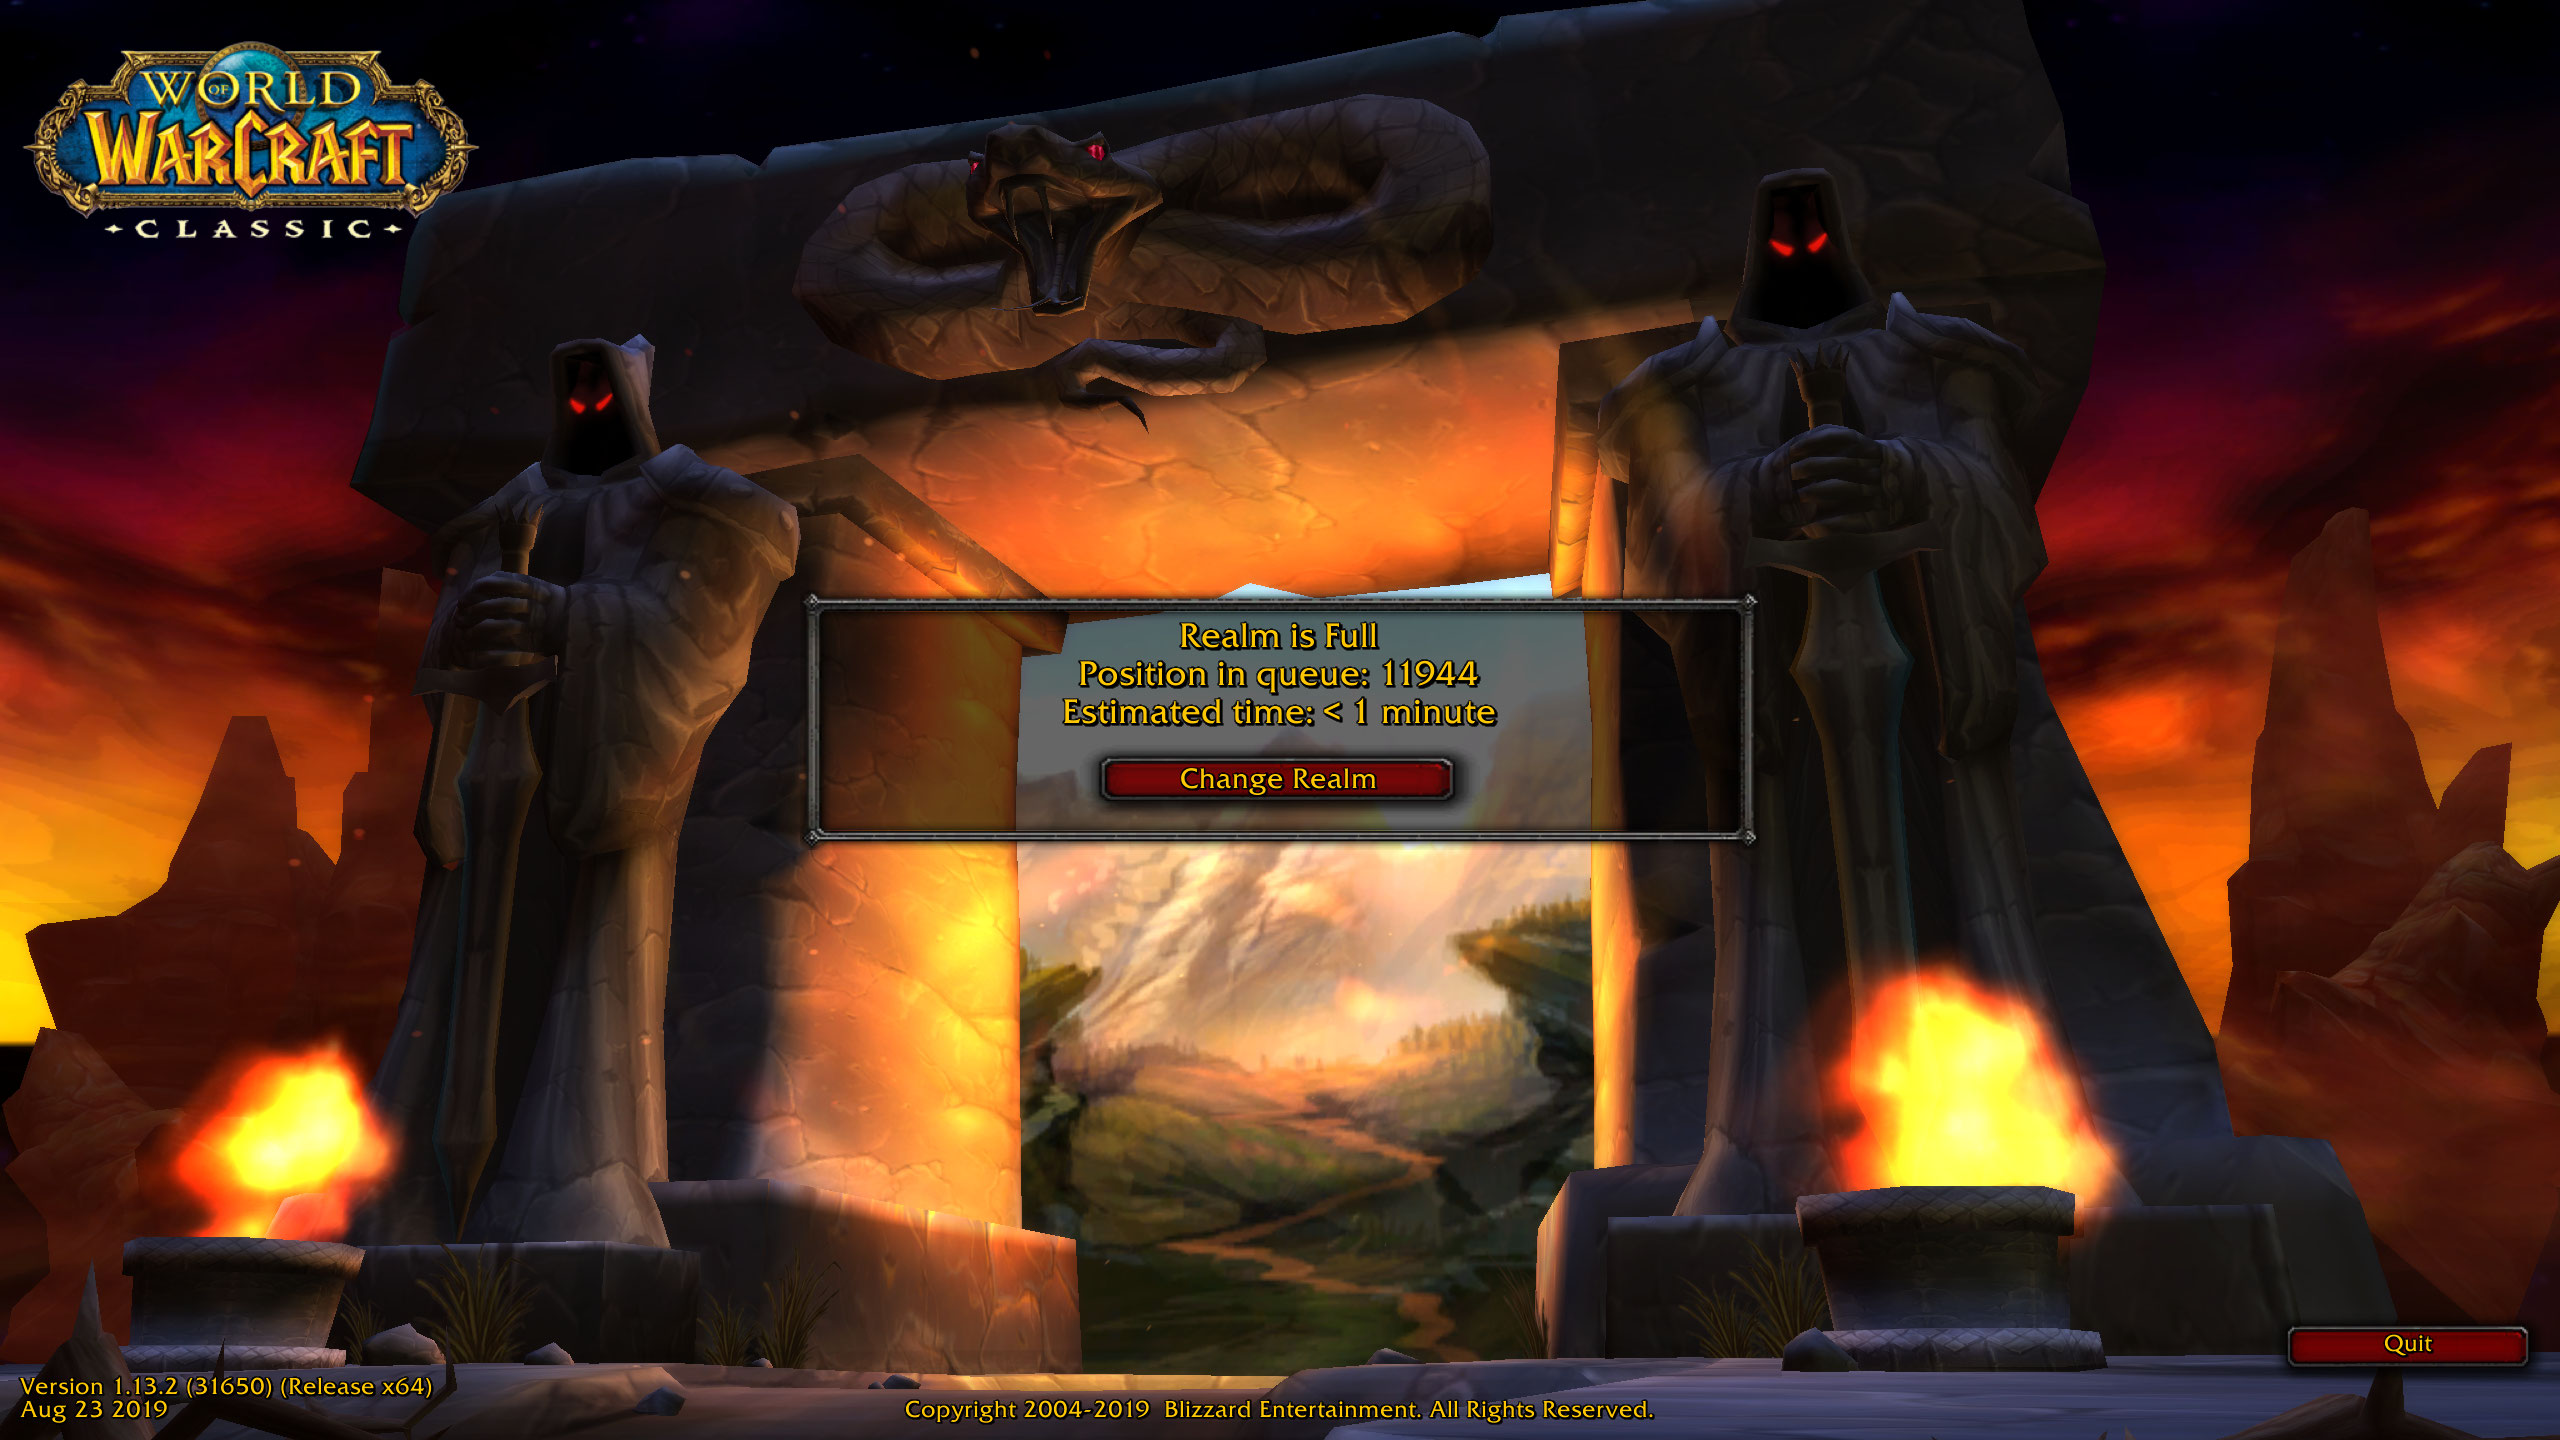 WORLD OF WARCRAFT
CLASSIC
Realm is Full
Position in queue: 11944
Estimated time: < 1 minute
Change Realm
Quit
Version 1.13.2 (31650) (Release x64)
Aug 23 2019
Copyright 2004-2019 Blizzard Entertainment. All Rights Reserved.